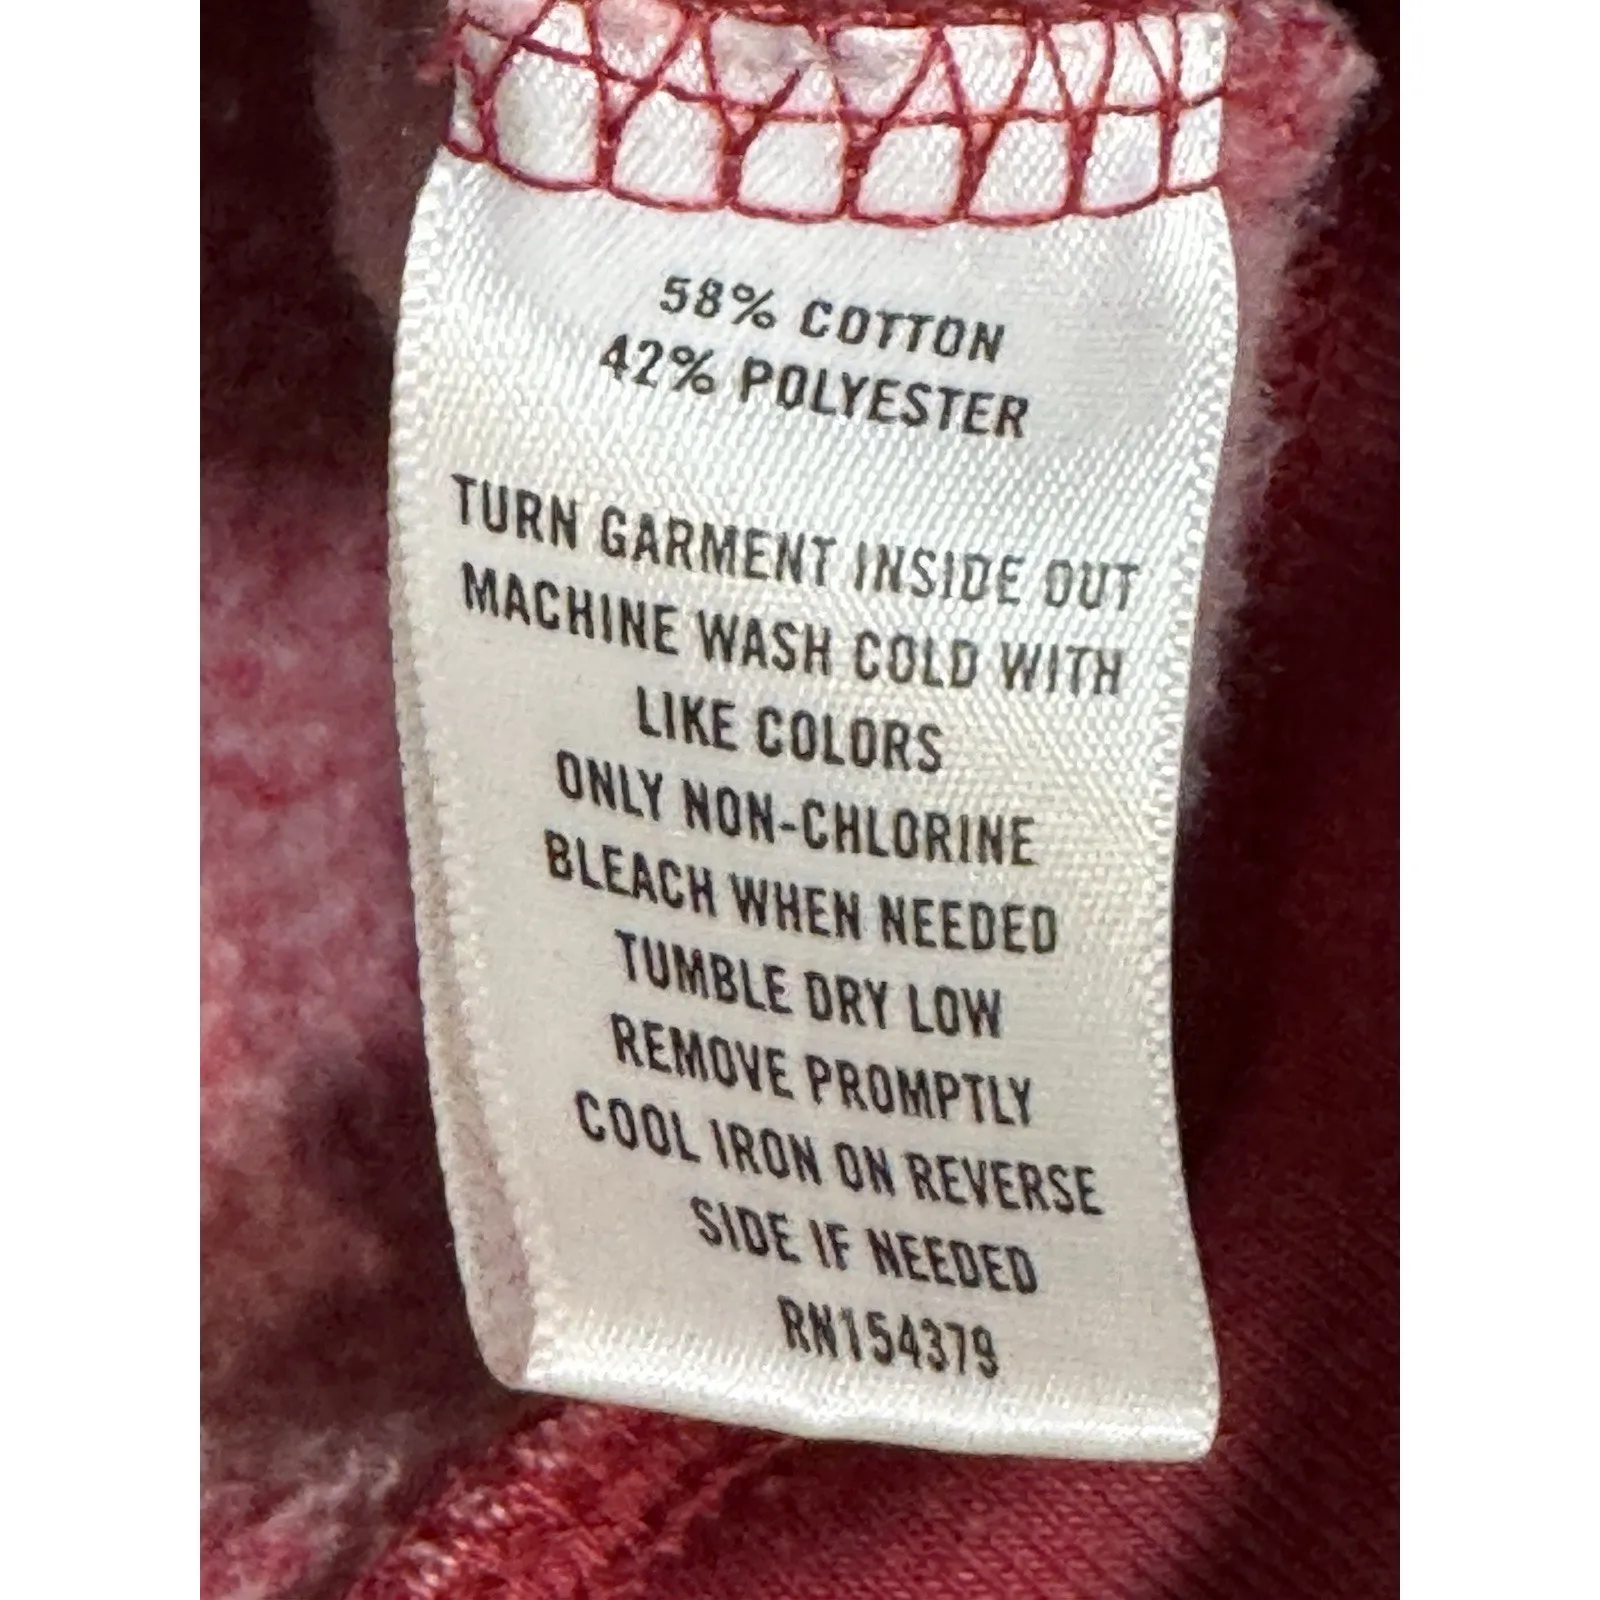 58% COTTON
42% POLYESTER
TURN GARMENT INSIDE OUT
MACHINE WASH COLD WITH
LIKE COLORS
ONLY NON-CHLORINE
BLEACH WHEN NEEDED
TUMBLE DRY LOW
REMOVE PROMPTLY
COOL IRON ON REVERSE
SIDE IF NEEDED
RN154379